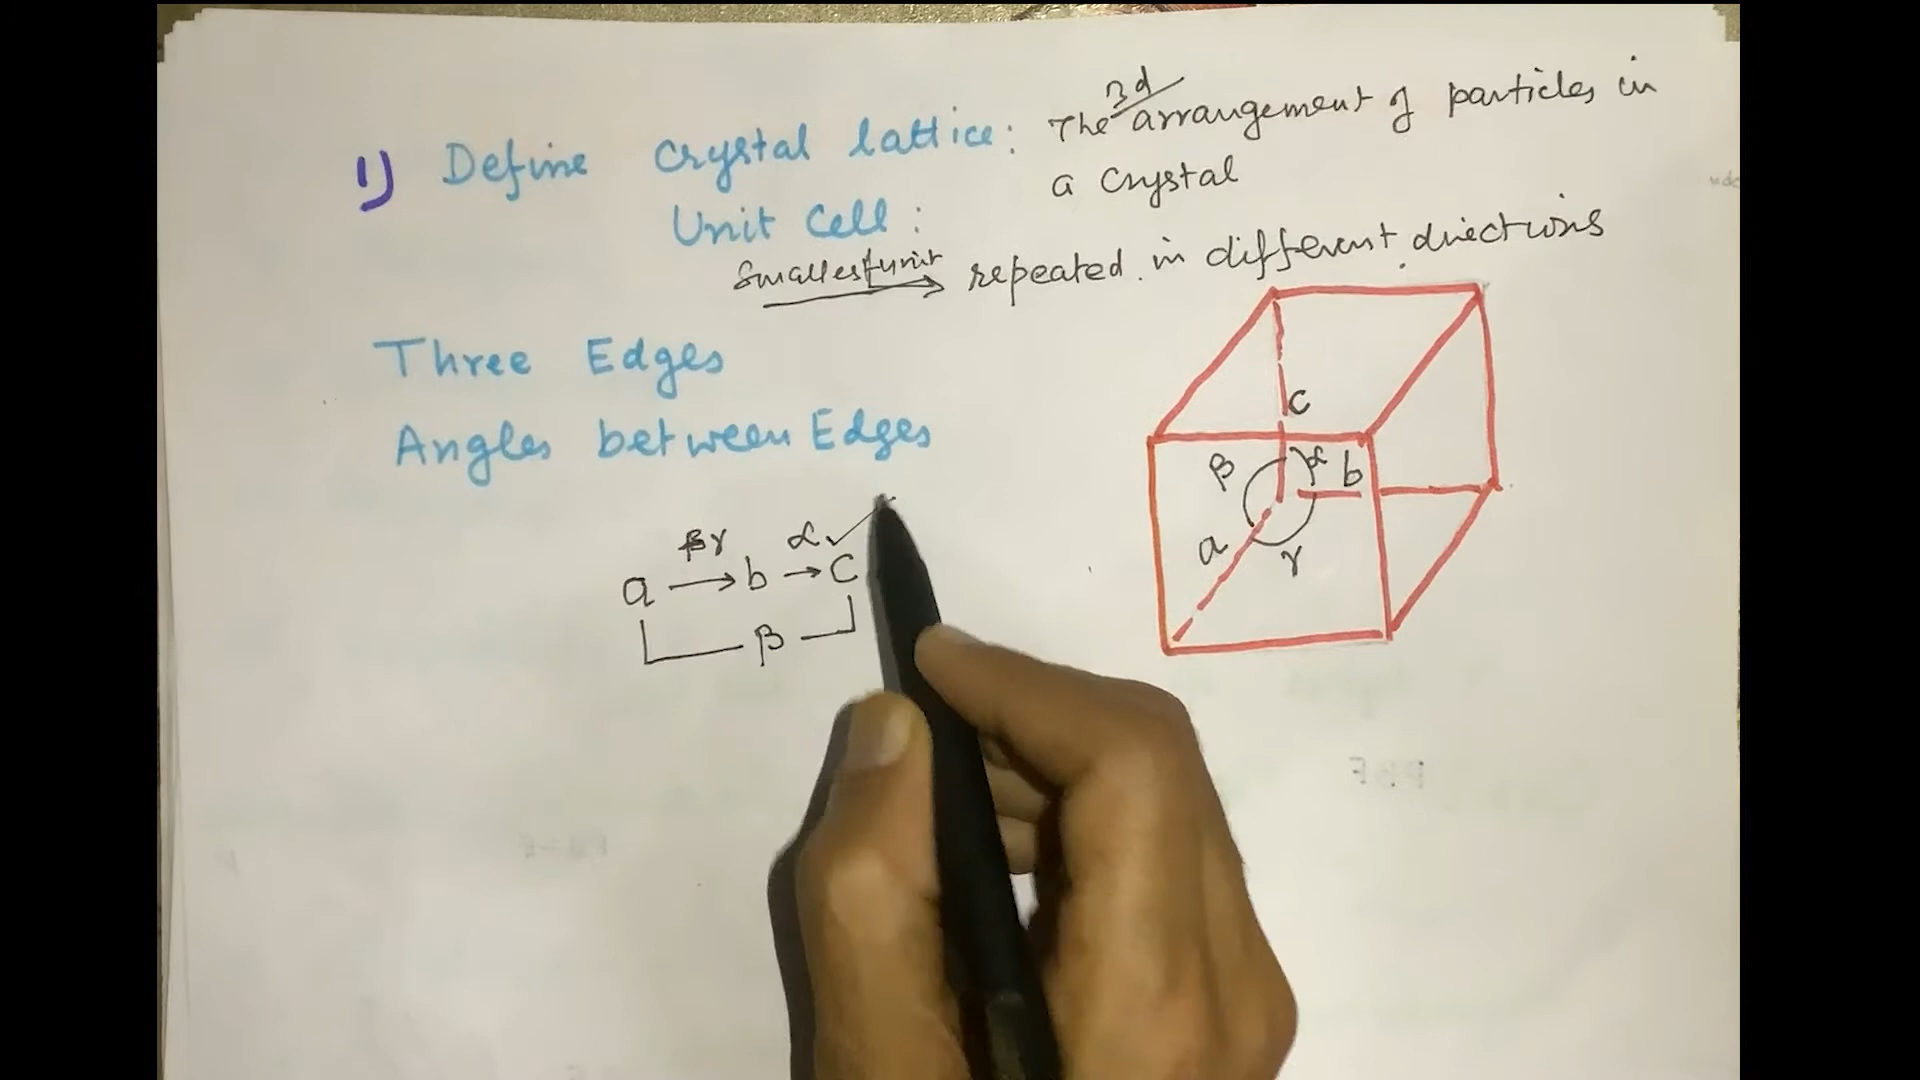 1) Define Crystal lattice: The 3d arrangement of particles in
a Crystal
Unit Cell:
Smallest unit repeated in different directions
Three Edges
Angles between Edges
γ α
a → b → c
β
c
β α b
a γ